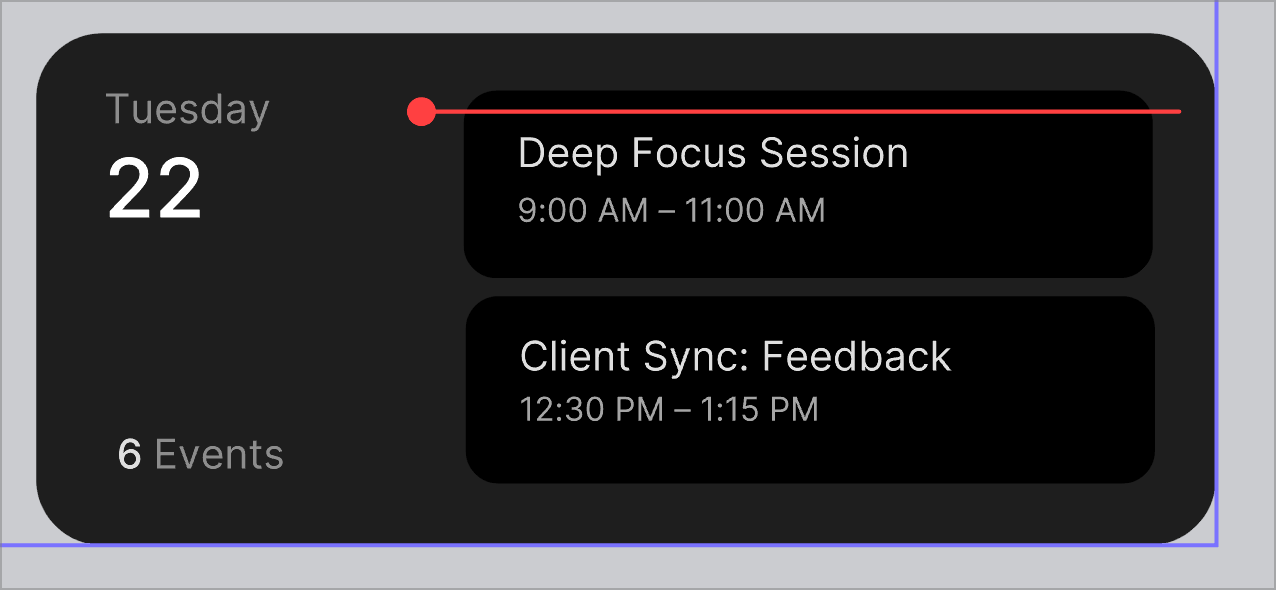 Tuesday
22
6 Events
Deep Focus Session
9:00 AM – 11:00 AM
Client Sync: Feedback
12:30 PM – 1:15 PM